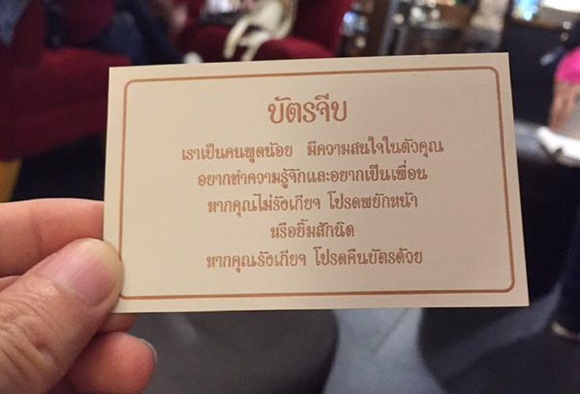 บัตรจีบ
เราเป็นคนพูดน้อย มีความสนใจในตัวคุณ
อยากทำความรู้จักและอยากเป็นเพื่อน
หากคุณไม่รังเกียจ โปรดพยักหน้า
หรือยิ้มสักนิด
หากคุณรังเกียจ โปรดคืนบัตรด้วย